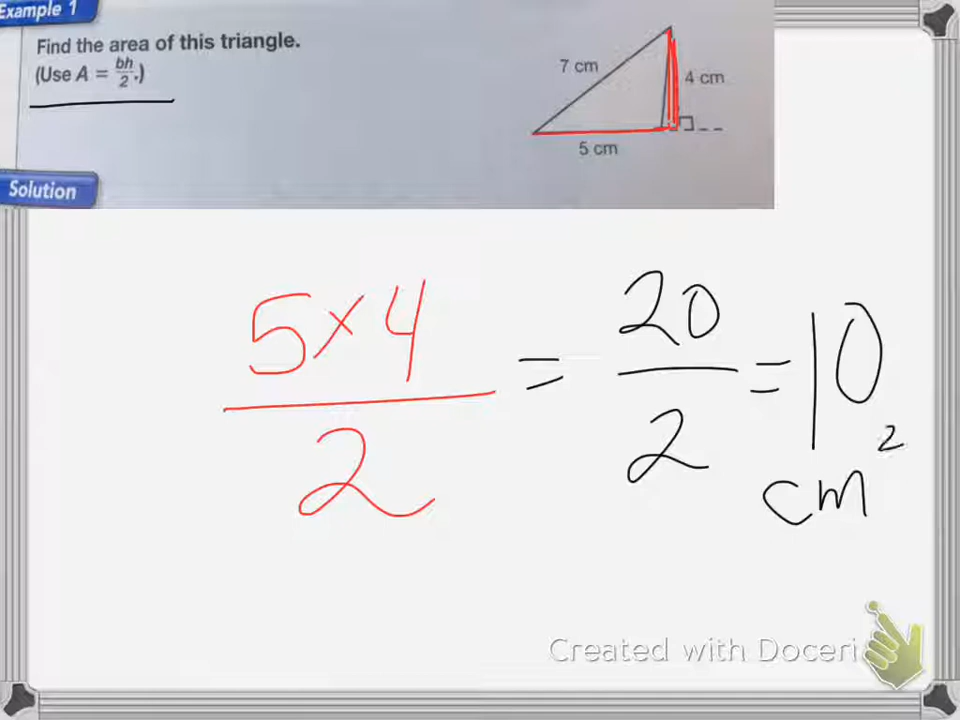 Example 1
Find the area of this triangle.
(Use A = bh/2.)
7 cm
4 cm
5 cm
Solution
5 × 4 / 2 = 20 / 2 = 10 cm²
Created with Doceri